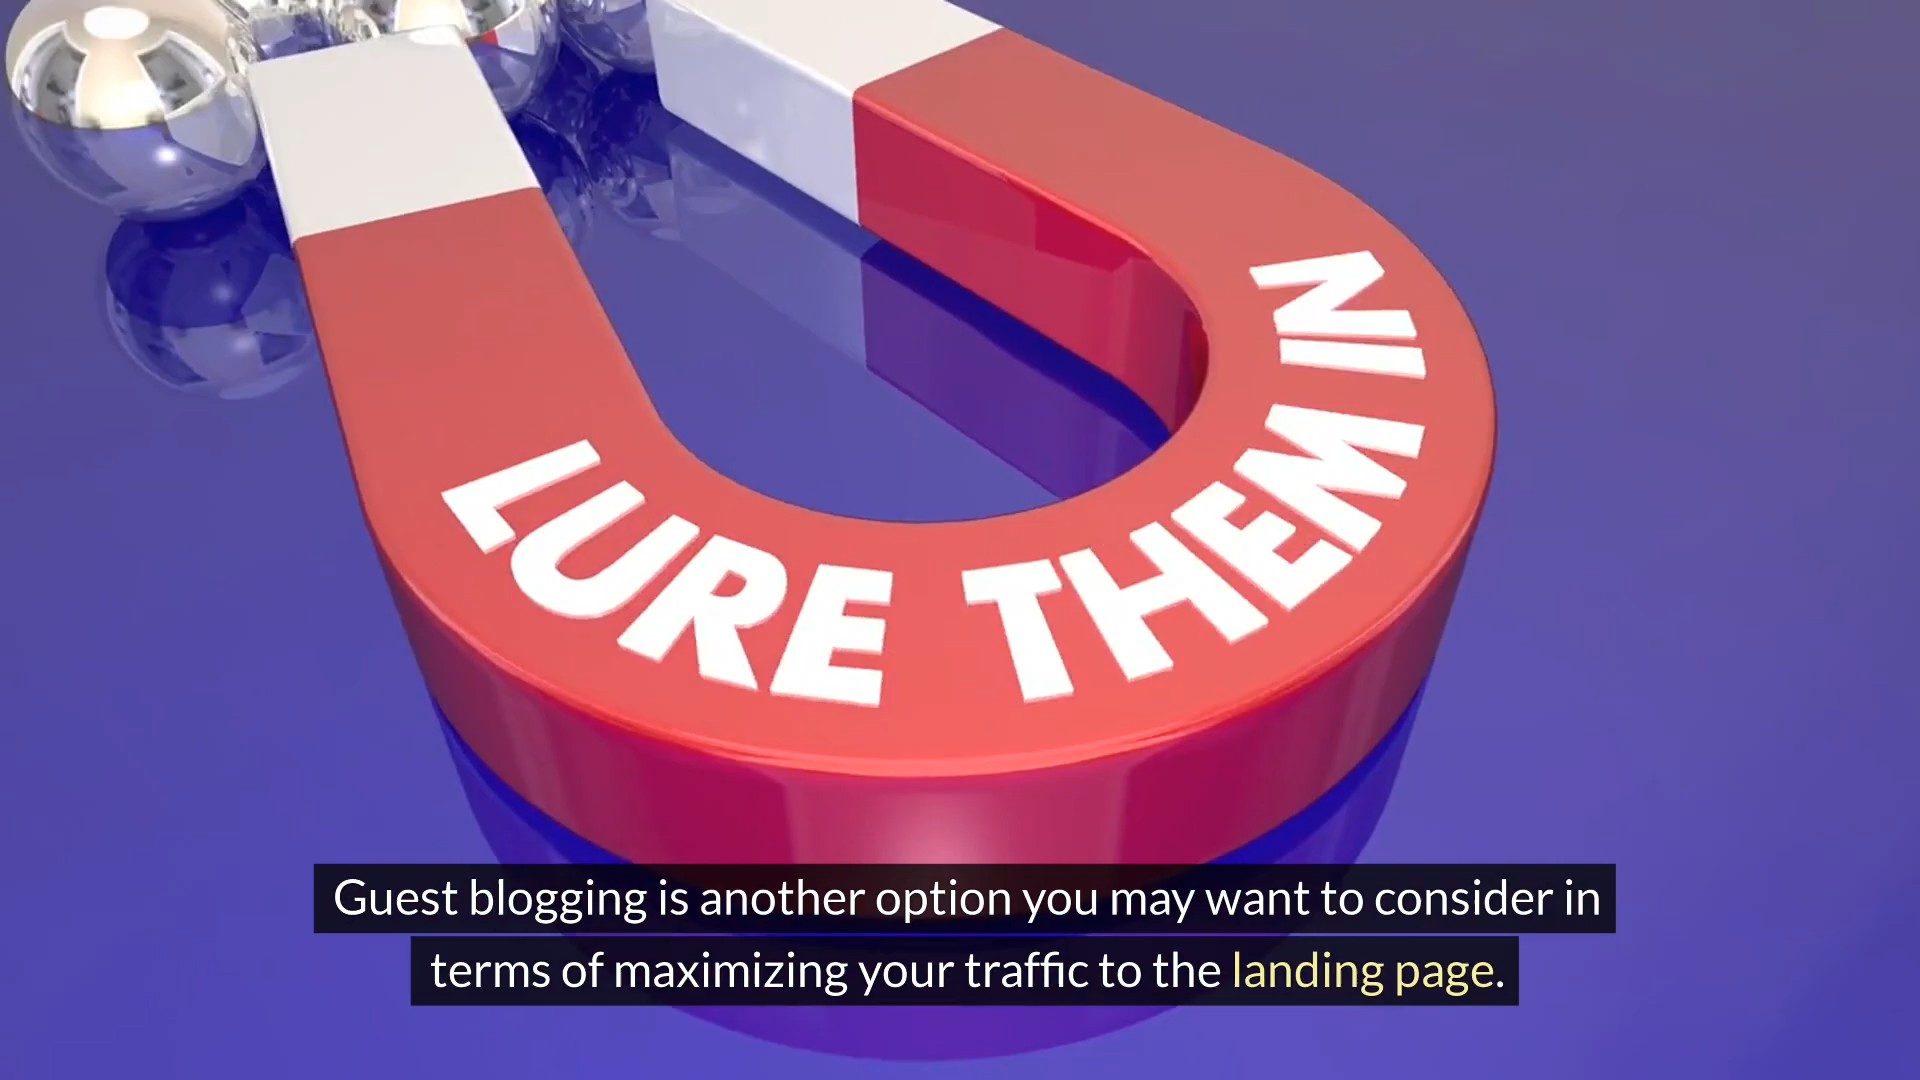 LURE THEM IN
Guest blogging is another option you may want to consider in
terms of maximizing your traffic to the landing page.